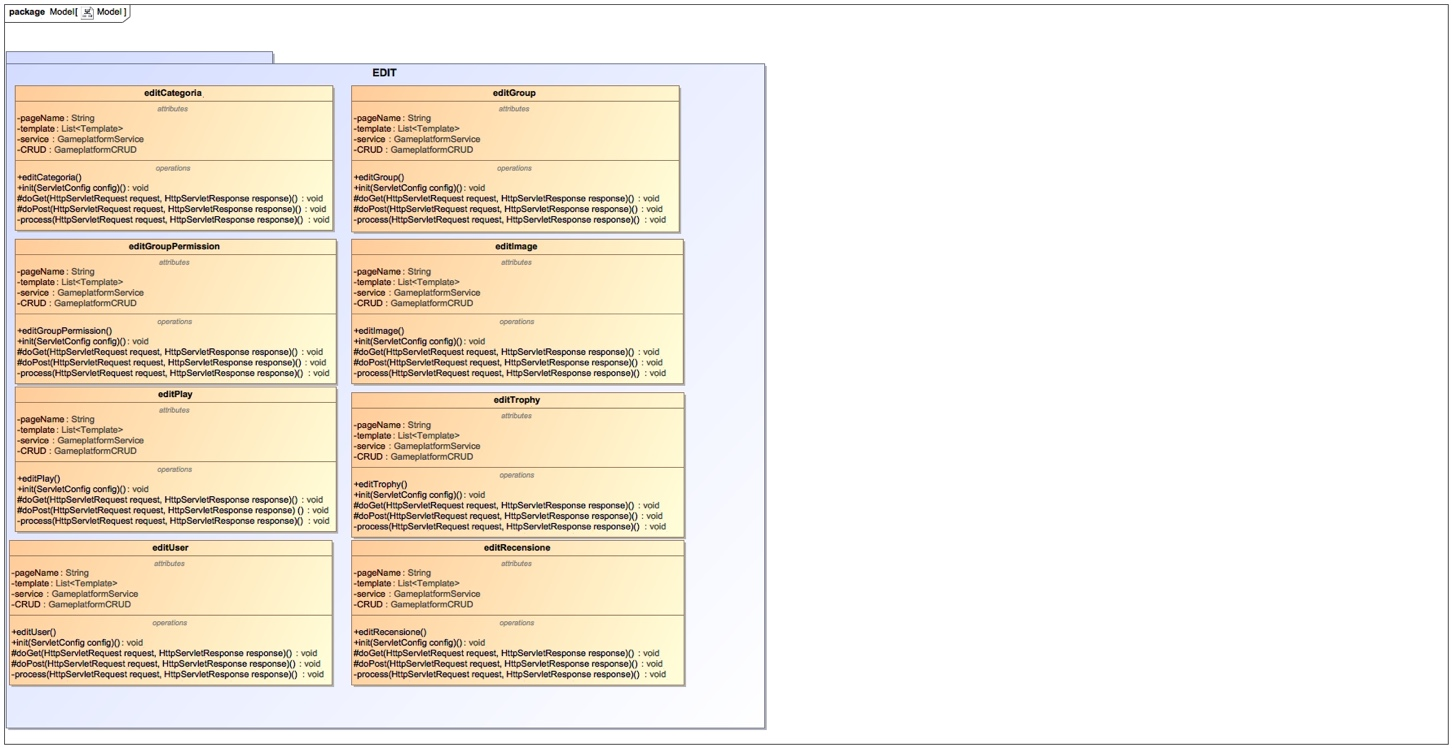 package Model[ Model ]
EDIT
editCategoria
attributes
-pageName : String
-template : List<Template>
-service : GameplatformService
-CRUD : GameplatformCRUD
operations
+editCategoria()
+init(ServletConfig config)() : void
#doGet(HttpServletRequest request, HttpServletResponse response)() : void
#doPost(HttpServletRequest request, HttpServletResponse response)() : void
-process(HttpServletRequest request, HttpServletResponse response)() : void
editGroup
attributes
-pageName : String
-template : List<Template>
-service : GameplatformService
-CRUD : GameplatformCRUD
operations
+editGroup()
+init(ServletConfig config)() : void
#doGet(HttpServletRequest request, HttpServletResponse response)() : void
#doPost(HttpServletRequest request, HttpServletResponse response)() : void
-process(HttpServletRequest request, HttpServletResponse response)() : void
editGroupPermission
attributes
-pageName : String
-template : List<Template>
-service : GameplatformService
-CRUD : GameplatformCRUD
operations
+editGroupPermission()
+init(ServletConfig config)() : void
#doGet(HttpServletRequest request, HttpServletResponse response)() : void
#doPost(HttpServletRequest request, HttpServletResponse response)() : void
-process(HttpServletRequest request, HttpServletResponse response)() : void
editImage
attributes
-pageName : String
-template : List<Template>
-service : GameplatformService
-CRUD : GameplatformCRUD
operations
+editImage()
+init(ServletConfig config)() : void
#doGet(HttpServletRequest request, HttpServletResponse response)() : void
#doPost(HttpServletRequest request, HttpServletResponse response)() : void
-process(HttpServletRequest request, HttpServletResponse response)() : void
editPlay
attributes
-pageName : String
-template : List<Template>
-service : GameplatformService
-CRUD : GameplatformCRUD
operations
+editPlay()
+init(ServletConfig config)() : void
#doGet(HttpServletRequest request, HttpServletResponse response)() : void
#doPost(HttpServletRequest request, HttpServletResponse response) () : void
-process(HttpServletRequest request, HttpServletResponse response)() : void
editTrophy
attributes
-pageName : String
-template : List<Template>
-service : GameplatformService
-CRUD : GameplatformCRUD
operations
+editTrophy()
+init(ServletConfig config)() : void
#doGet(HttpServletRequest request, HttpServletResponse response)() : void
#doPost(HttpServletRequest request, HttpServletResponse response)() : void
-process(HttpServletRequest request, HttpServletResponse response)() : void
editUser
attributes
-pageName : String
-template : List<Template>
-service : GameplatformService
-CRUD : GameplatformCRUD
operations
+editUser()
+init(ServletConfig config)() : void
#doGet(HttpServletRequest request, HttpServletResponse response)() : void
#doPost(HttpServletRequest request, HttpServletResponse response)() : void
-process(HttpServletRequest request, HttpServletResponse response)() : void
editRecensione
attributes
-pageName : String
-template : List<Template>
-service : GameplatformService
-CRUD : GameplatformCRUD
operations
+editRecensione()
+init(ServletConfig config)() : void
#doGet(HttpServletRequest request, HttpServletResponse response)() : void
#doPost(HttpServletRequest request, HttpServletResponse response)() : void
-process(HttpServletRequest request, HttpServletResponse response)() : void